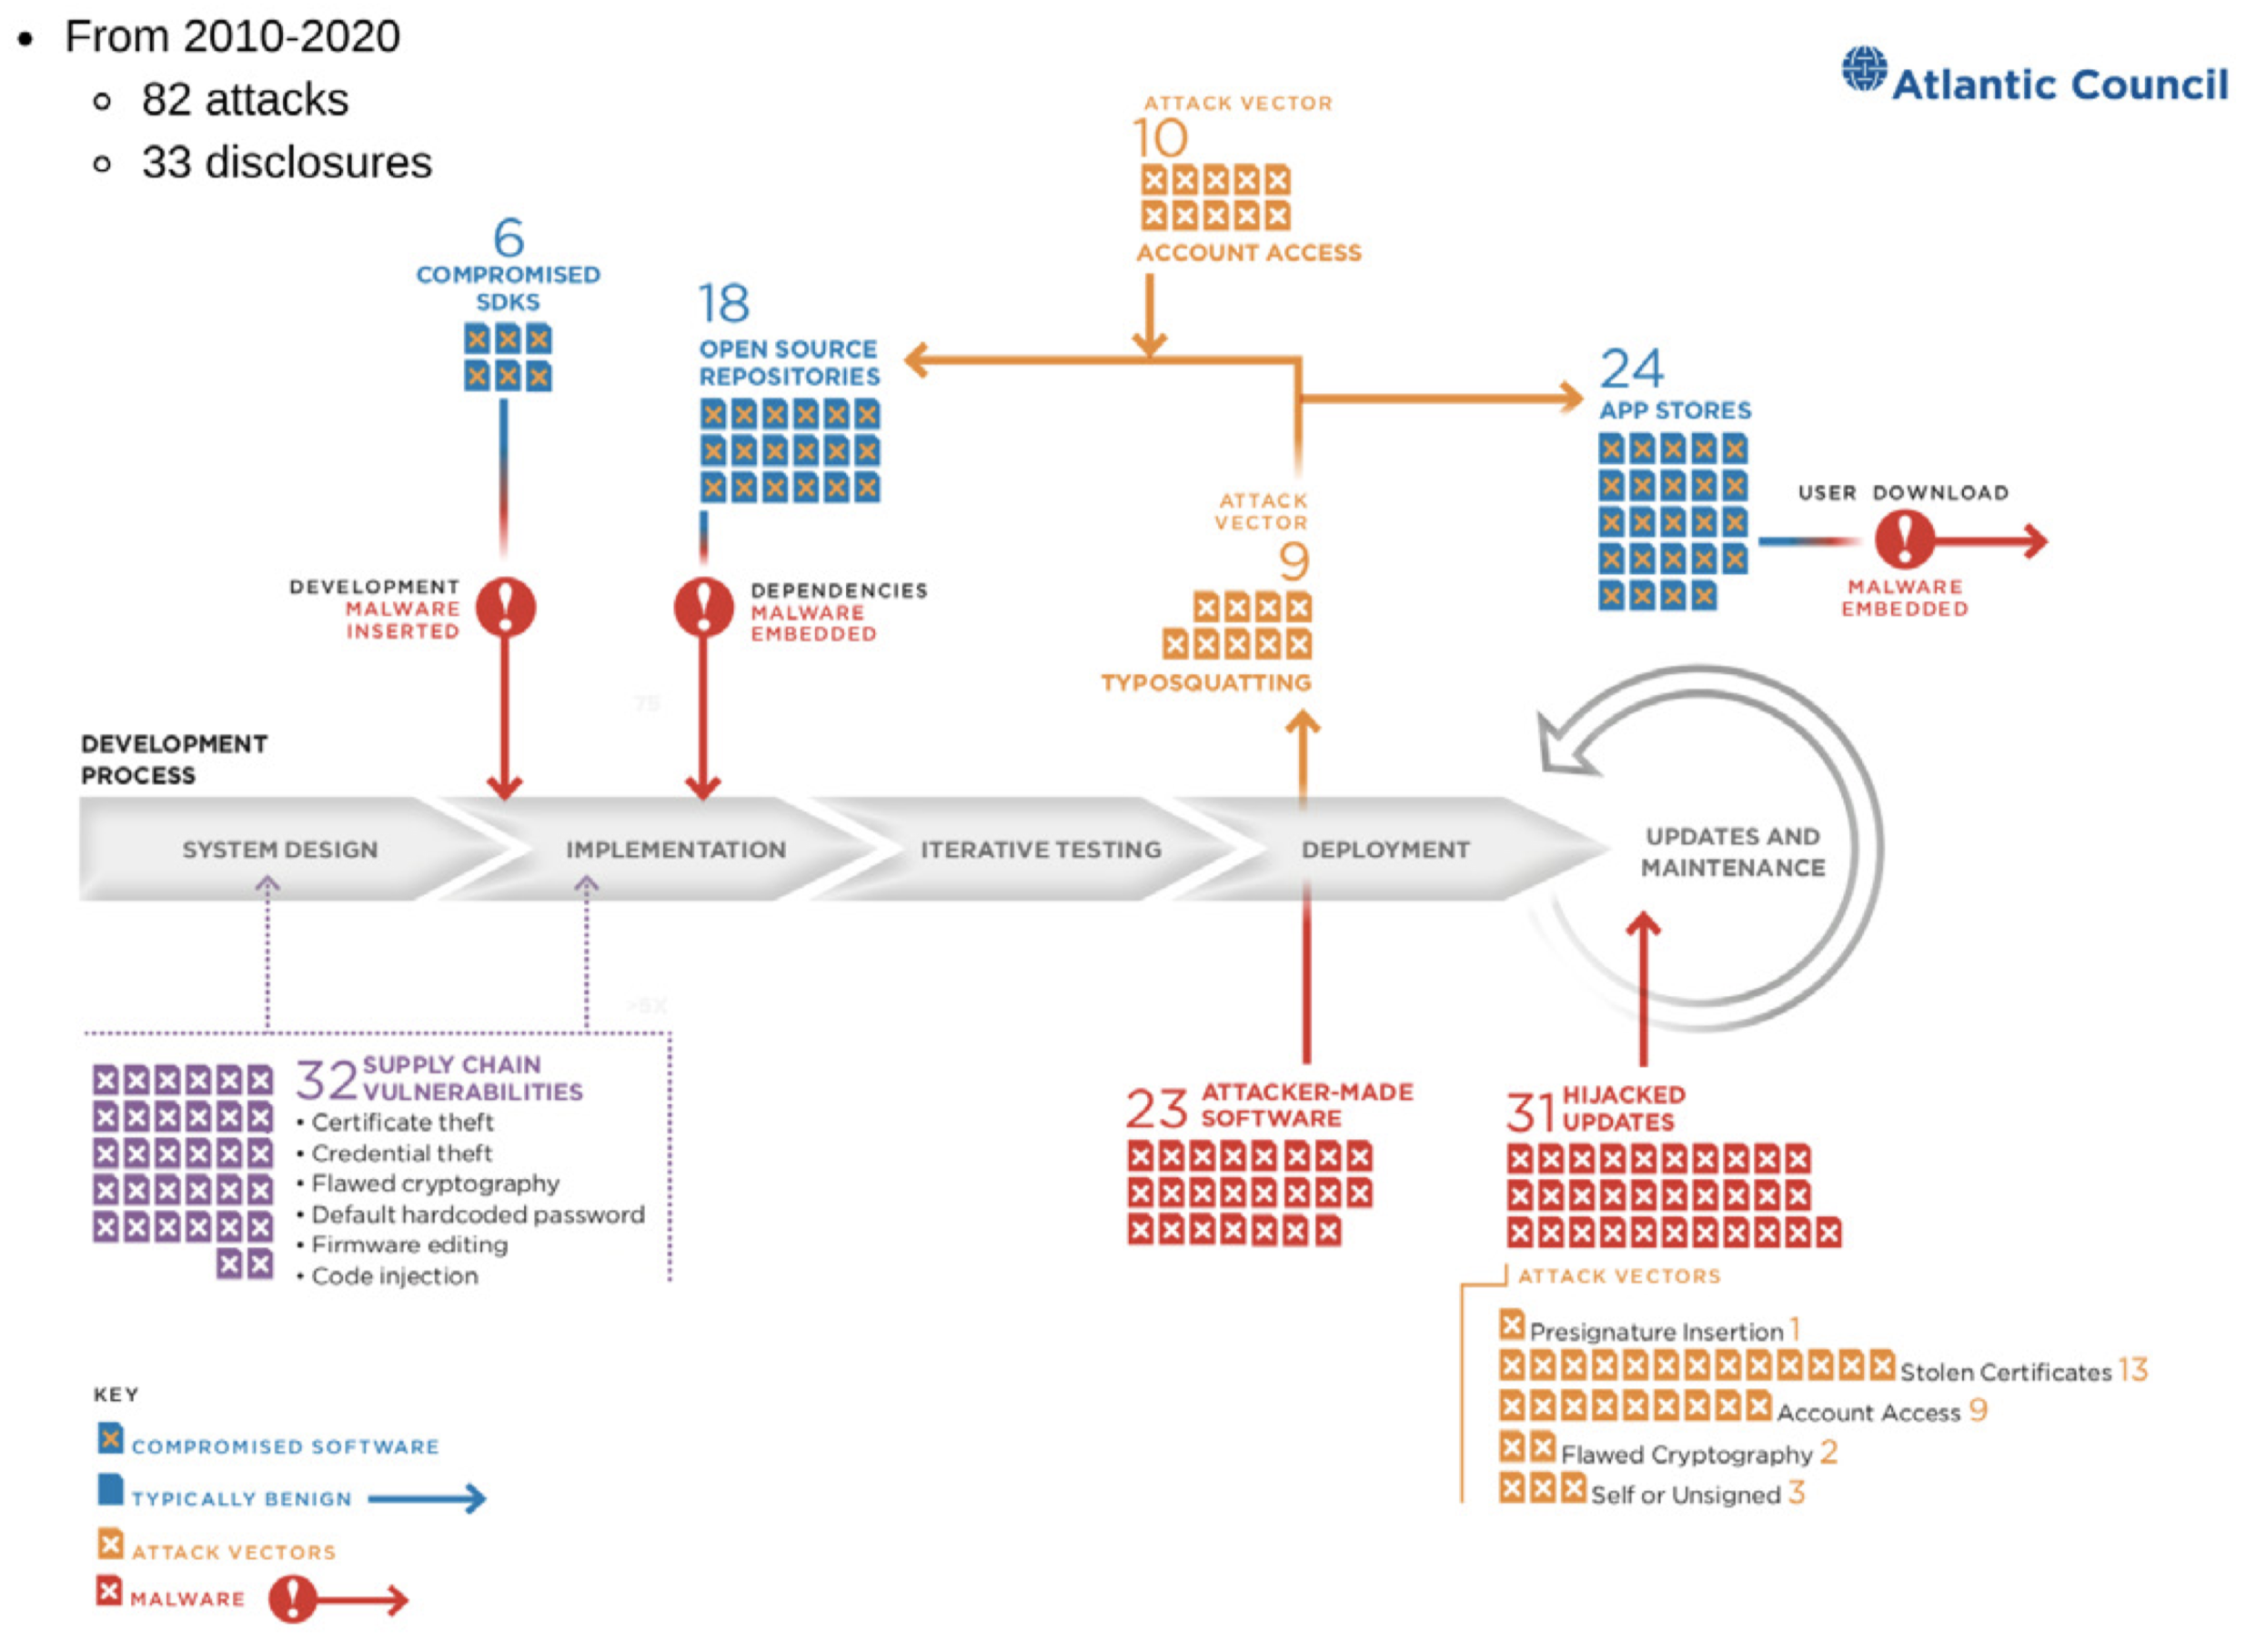 • From 2010-2020
○ 82 attacks
○ 33 disclosures
Atlantic Council
6
COMPROMISED
SDKS
18
OPEN SOURCE
REPOSITORIES
ATTACK VECTOR
10
ACCOUNT ACCESS
24
APP STORES
USER DOWNLOAD
MALWARE
EMBEDDED
ATTACK
VECTOR
9
TYPOSQUATTING
DEVELOPMENT
MALWARE
INSERTED
DEPENDENCIES
MALWARE
EMBEDDED
75
DEVELOPMENT
PROCESS
SYSTEM DESIGN
IMPLEMENTATION
ITERATIVE TESTING
DEPLOYMENT
UPDATES AND
MAINTENANCE
>5X
32 SUPPLY CHAIN
VULNERABILITIES
• Certificate theft
• Credential theft
• Flawed cryptography
• Default hardcoded password
• Firmware editing
• Code injection
23 ATTACKER-MADE
SOFTWARE
31 HIJACKED
UPDATES
ATTACK VECTORS
Presignature Insertion 1
Stolen Certificates 13
Account Access 9
Flawed Cryptography 2
Self or Unsigned 3
KEY
COMPROMISED SOFTWARE
TYPICALLY BENIGN
ATTACK VECTORS
MALWARE